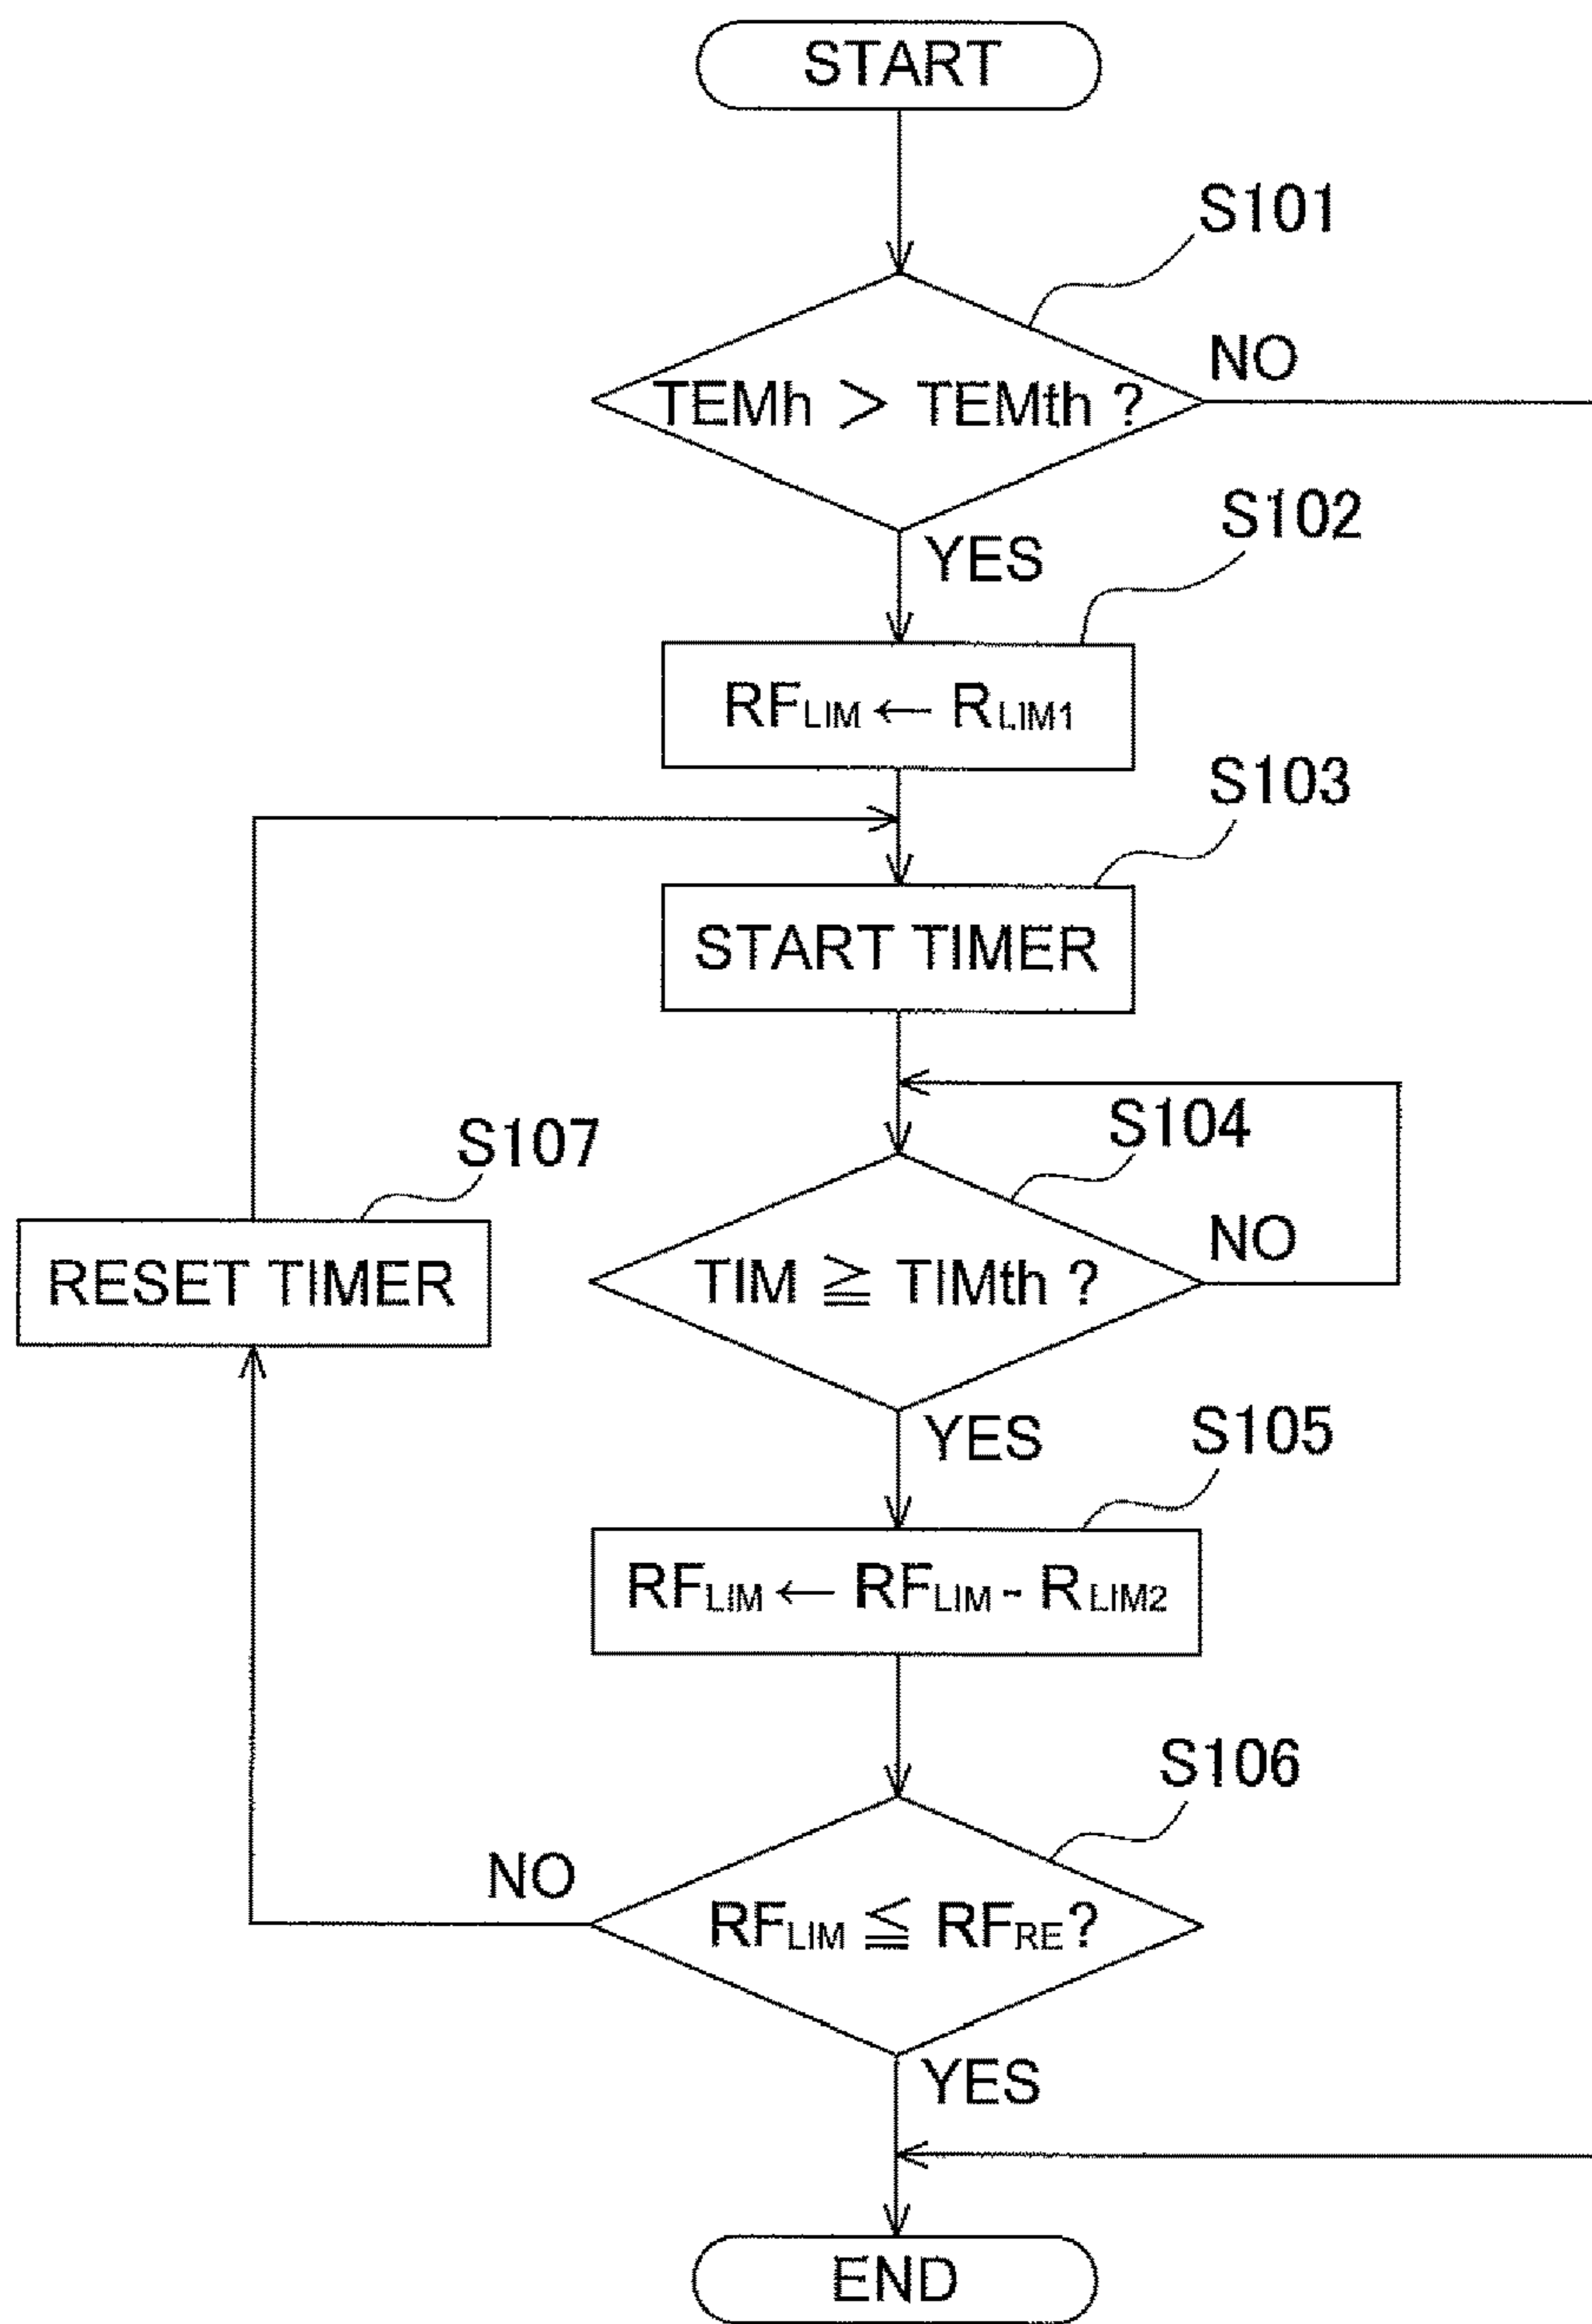 START
S101
TEMh > TEMth ?
NO
YES
S102
RFLIM ← RLIM1
S103
START TIMER
S107
S104
RESET TIMER
TIM ≧ TIMth ?
NO
YES
S105
RFLIM ← RFLIM - RLIM2
S106
NO
RFLIM ≦ RFRE?
YES
END